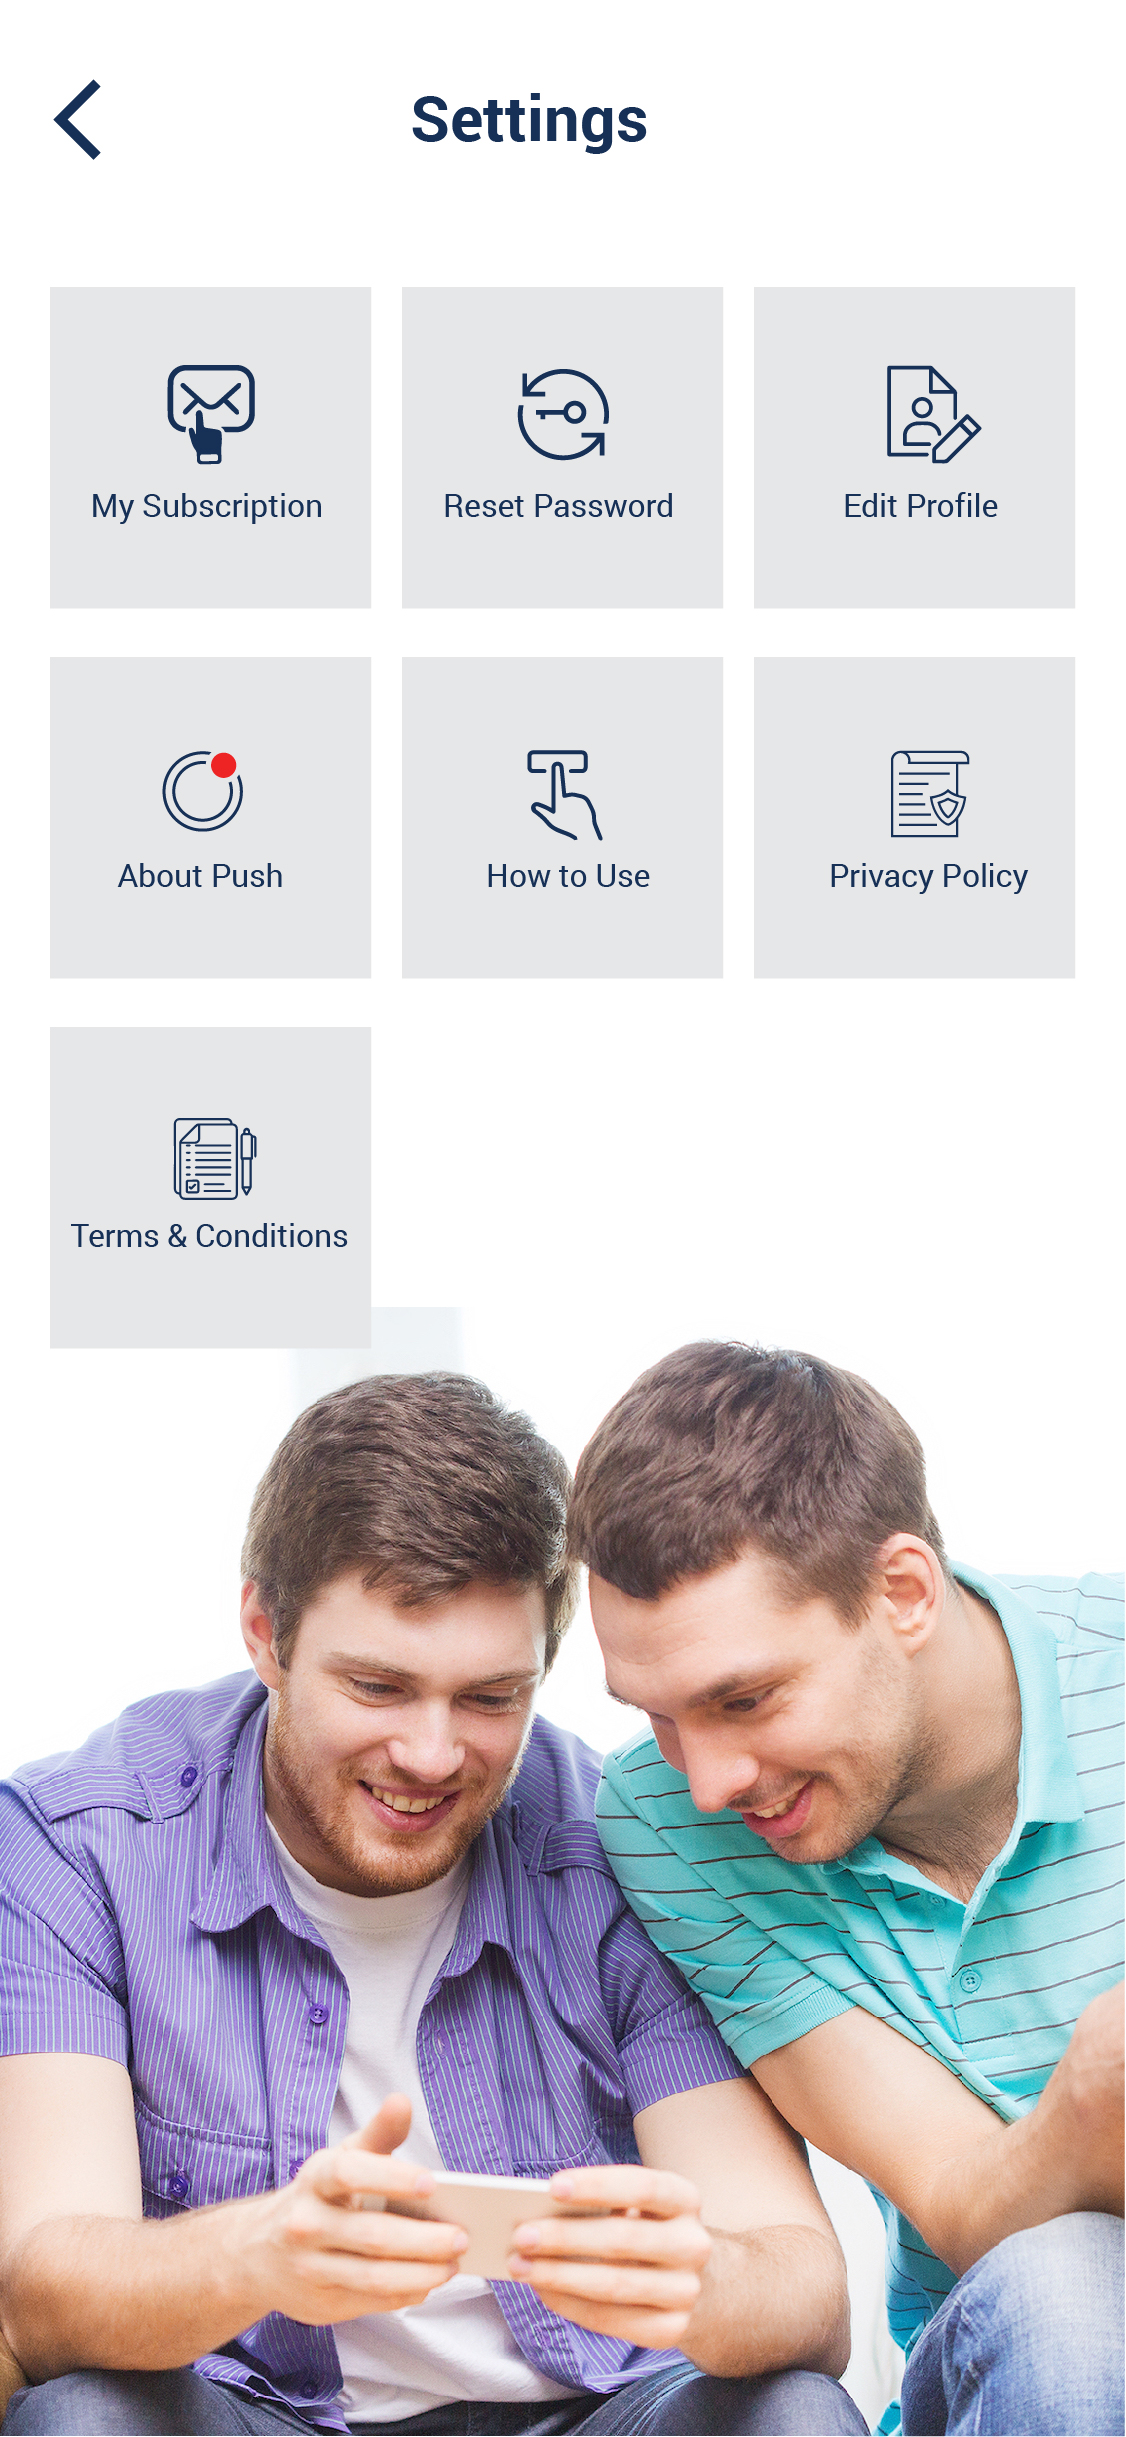 Settings
My Subscription
Reset Password
Edit Profile
About Push
How to Use
Privacy Policy
Terms & Conditions